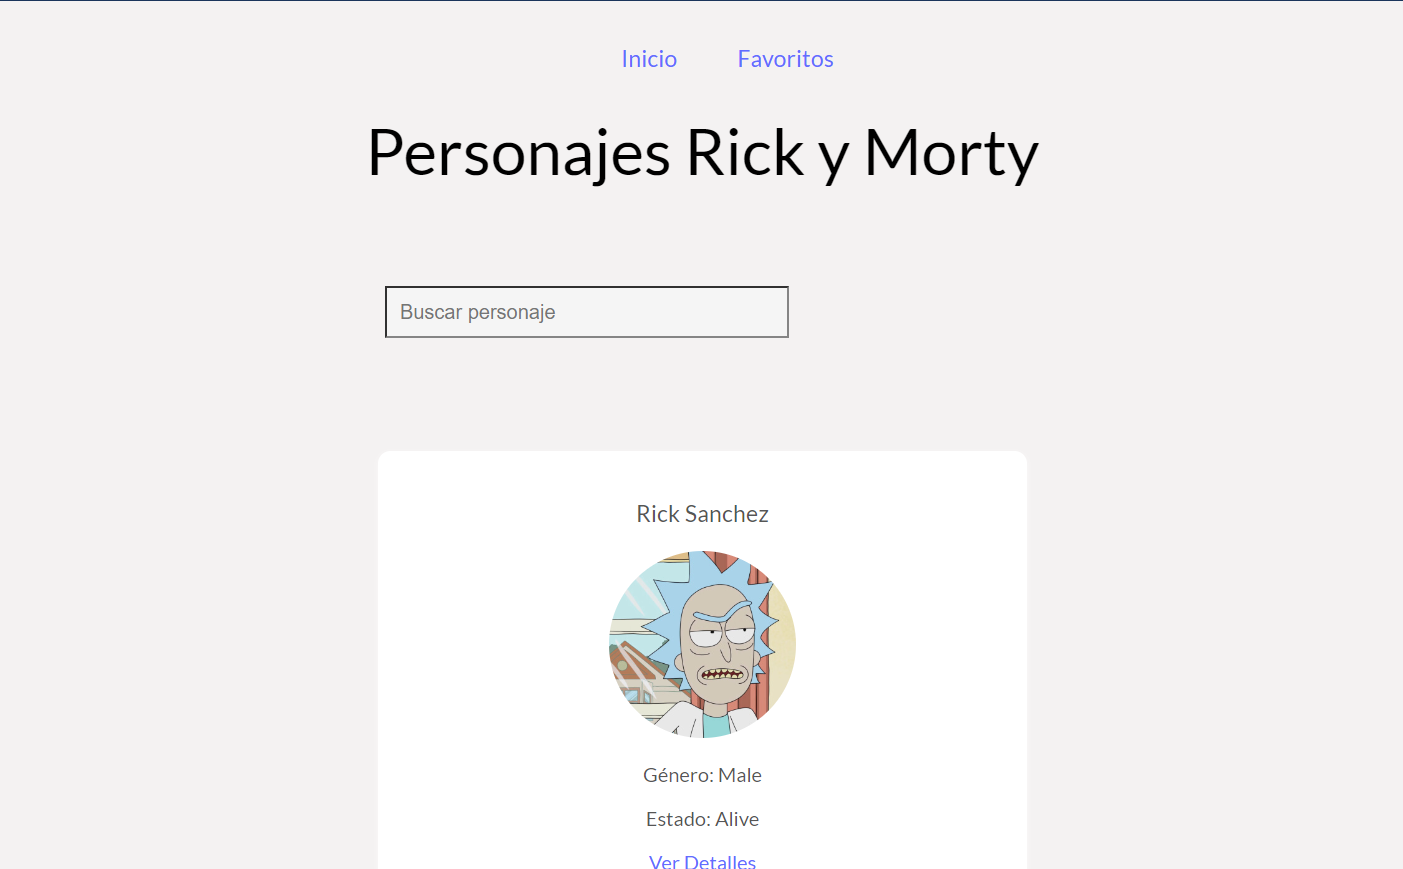 Inicio Favoritos
Personajes Rick y Morty
Buscar personaje
Rick Sanchez
Género: Male
Estado: Alive
Ver Detalles